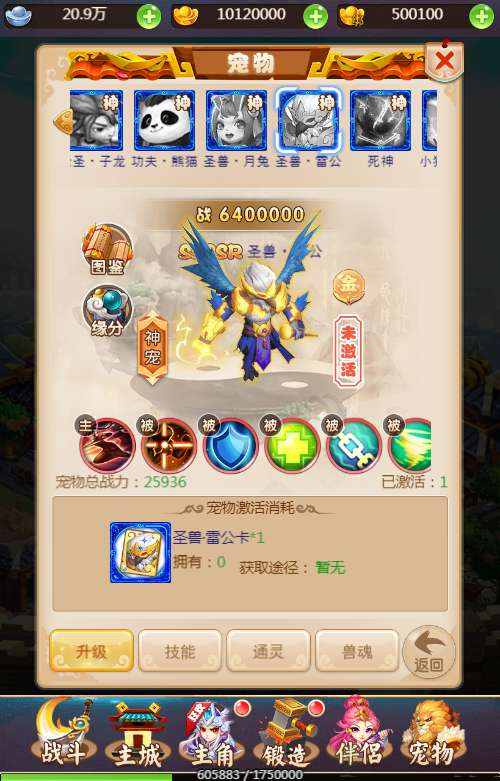 20.9万
10120000
500100
宠物
神
神
神
神
神
圣·子龙
功夫·熊猫
圣兽·月兔
圣兽·雷公
死神
战 6400000
圣兽·
公
图鉴
缘分
神宠
金
未激活
主
被
被
被
被
被
宠物总战力：25936
已激活：1
宠物激活消耗
圣兽·雷公卡*1
拥有：0
获取途径：
暂无
升级
技能
通灵
兽魂
返回
战斗
主城
主角
锻造
伴侣
宠物
605883 / 1750000